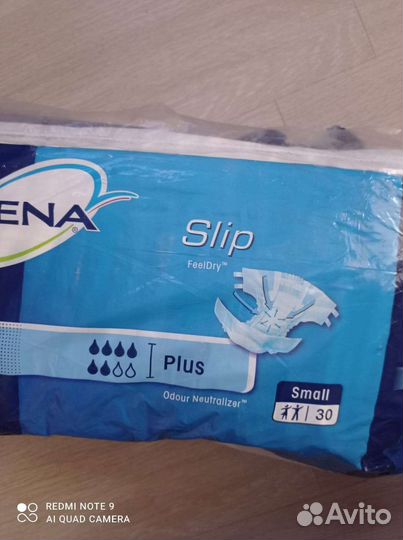 ENA
®
Slip
FeelDry™
Plus
Odour Neutralizer™
Small
30
REDMI NOTE 9
AI QUAD CAMERA
Avito